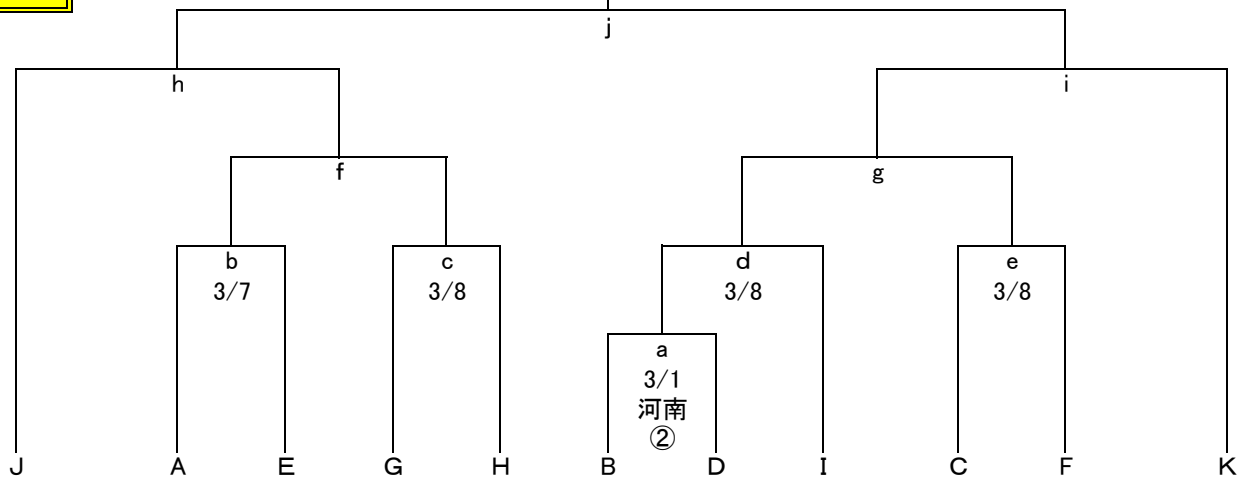 j
h i
f g
b c d e
3/7 3/8 3/8 3/8
a
3/1
河南
②
J A E G H B D I C F K